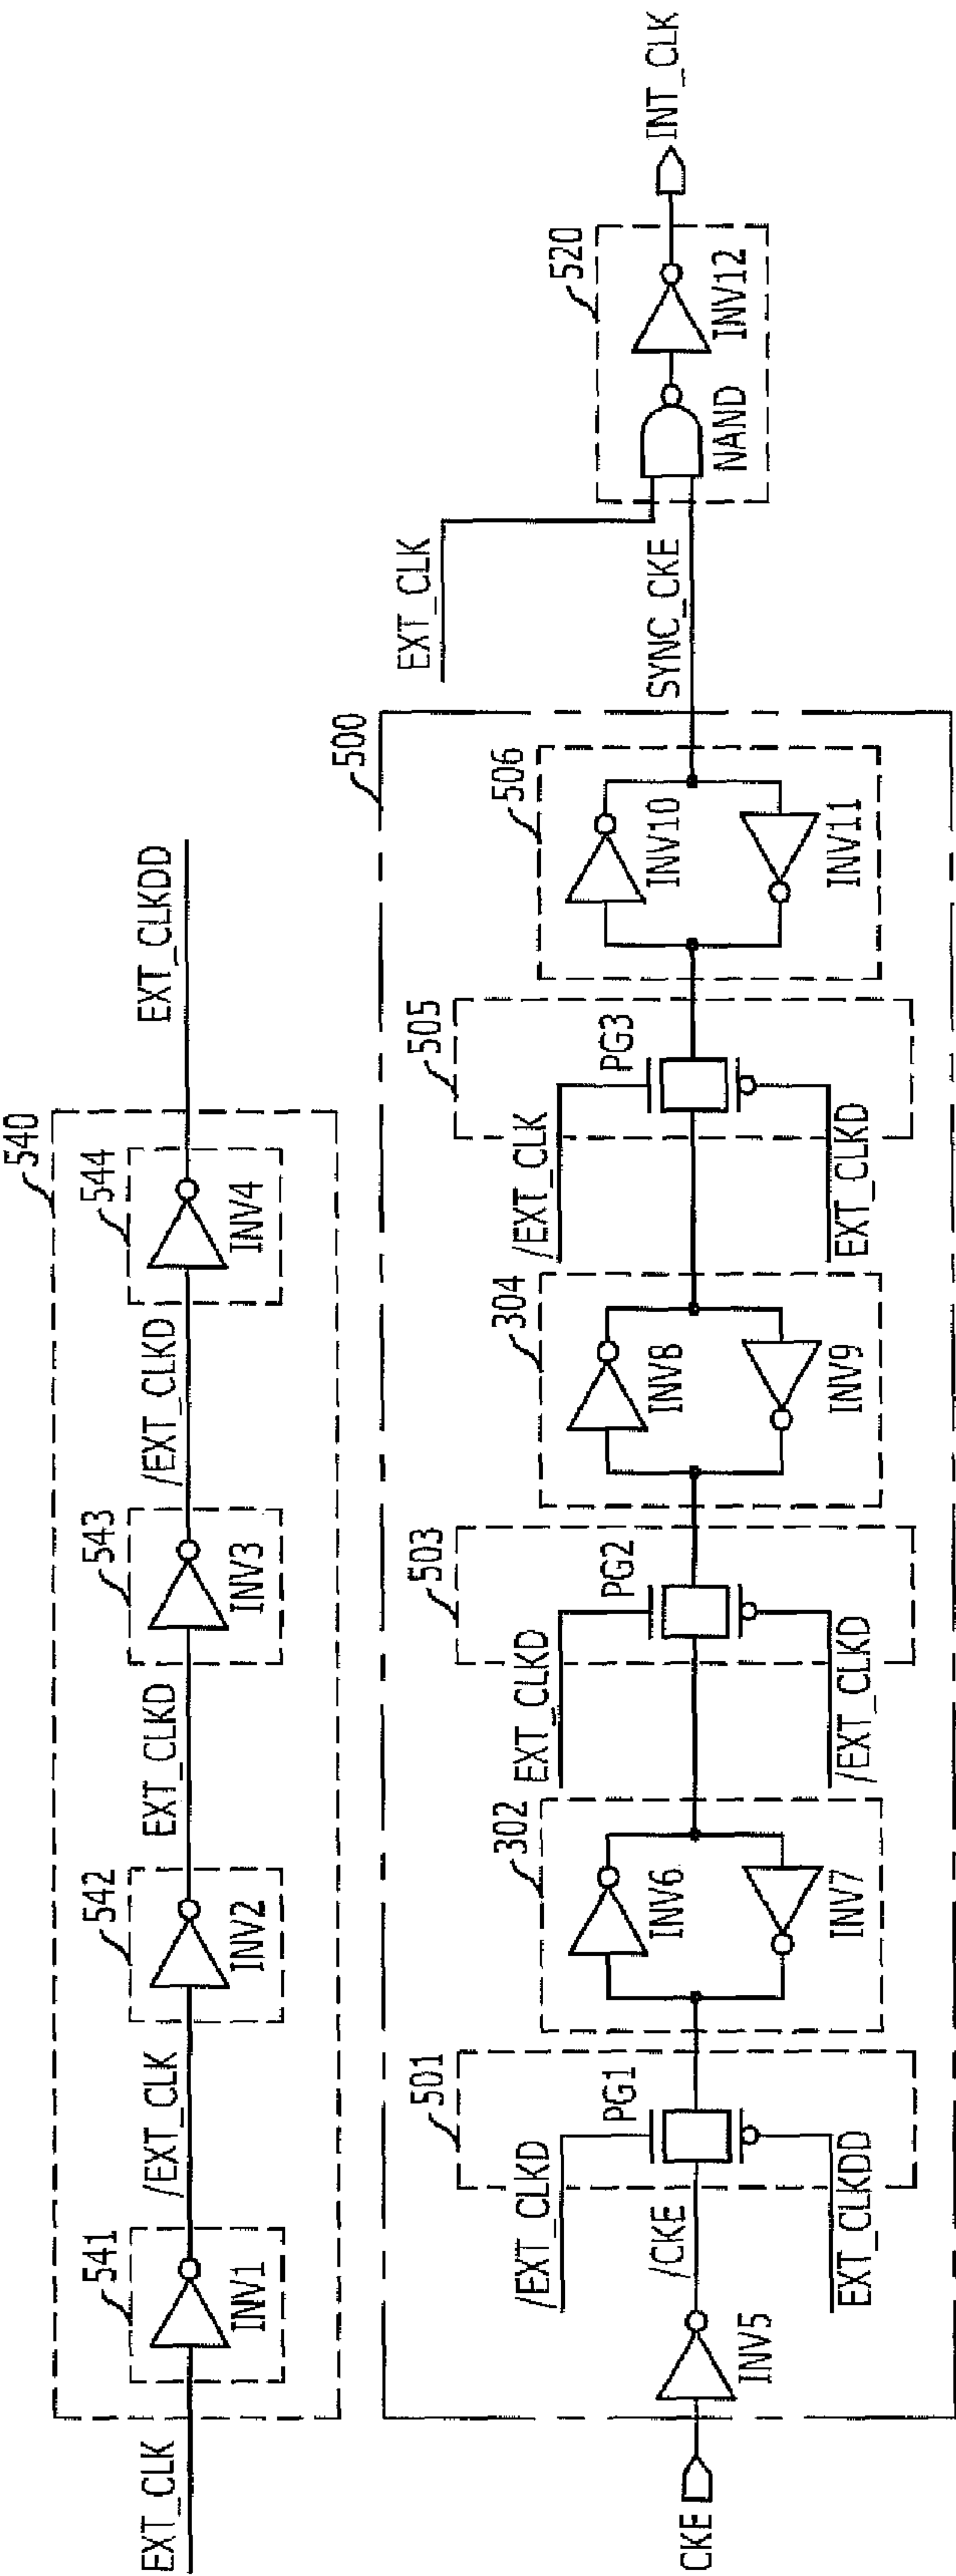 540
541
542
543
544
EXT_CLK
INV1
/EXT_CLK
INV2
EXT_CLKD
INV3
/EXT_CLKD
INV4
EXT_CLKDD
500
501
302
503
304
505
506
/EXT_CLKD
EXT_CLKD
/EXT_CLK
CKE
INV5
/CKE
PG1
INV6
INV7
PG2
INV8
INV9
PG3
INV10
INV11
EXT_CLKDD
/EXT_CLKD
EXT_CLKD
SYNC_CKE
EXT_CLK
520
NAND
INV12
INT_CLK